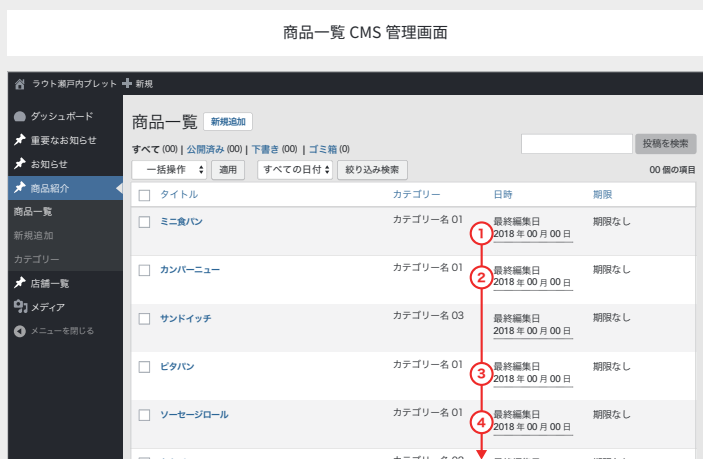 商品一覧 CMS 管理画面
ラウト瀬戸内ブレット 新規
ダッシュボード
重要なお知らせ
お知らせ
商品紹介
商品一覧
新規追加
カテゴリー
店舗一覧
メディア
メニューを閉じる
商品一覧 新規追加
すべて (00) | 公開済み (00) | 下書き (00) | ゴミ箱 (0)
投稿を検索
一括操作 適用 すべての日付 絞り込み検索
00 個の項目
タイトル カテゴリー 日時 期限
ミニ食パン カテゴリー名 01 最終編集日 期限なし
1 2018 年 00 月 00 日
カンパーニュー カテゴリー名 01 最終編集日 期限なし
2 2018 年 00 月 00 日
サンドイッチ カテゴリー名 03 最終編集日 期限なし
2018 年 00 月 00 日
ピタパン カテゴリー名 01 最終編集日 期限なし
3 2018 年 00 月 00 日
ソーセージロール カテゴリー名 01 最終編集日 期限なし
4 2018 年 00 月 00 日